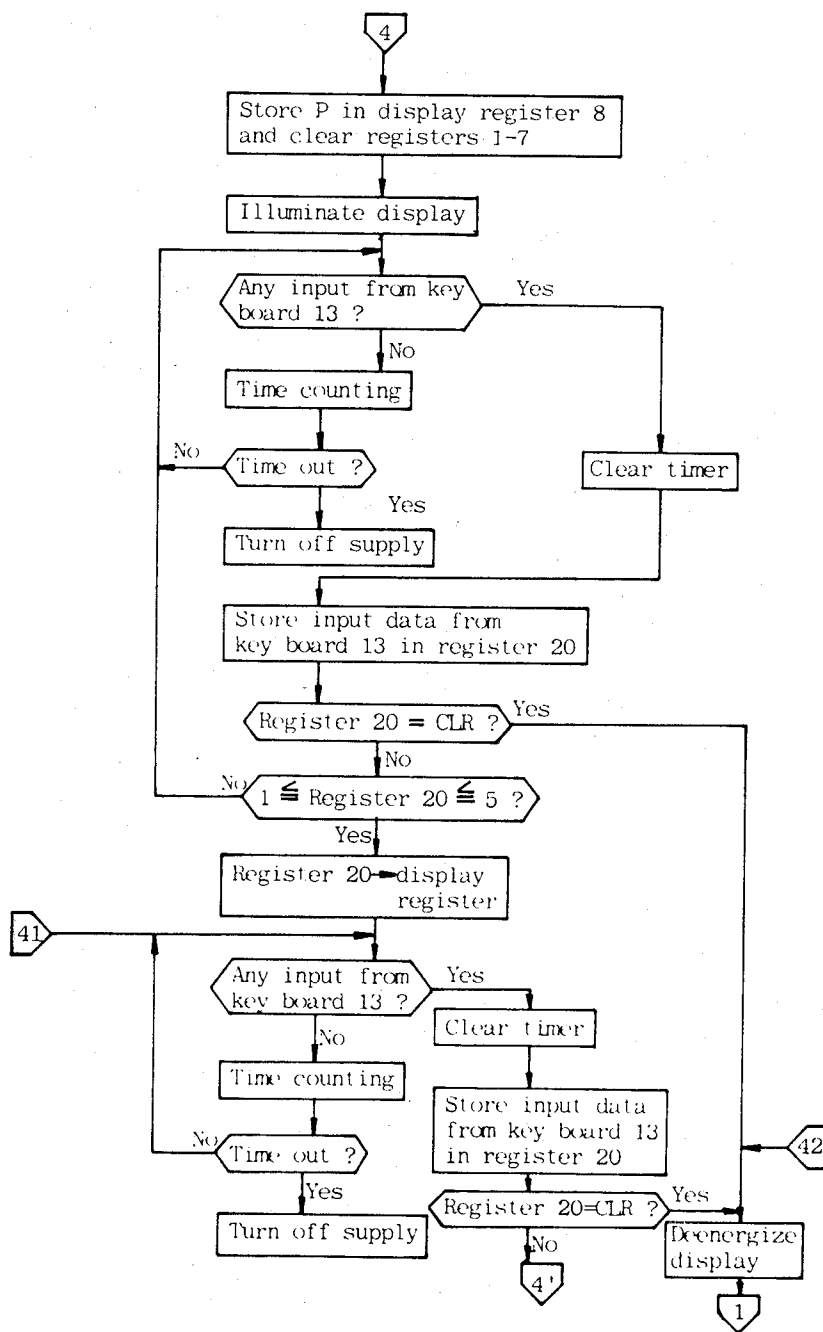 4
Store P in display register 8
and clear registers 1-7
Illuminate display
Any input from key
board 13 ?
Yes
No
Time counting
No
Time out ?
Clear timer
Yes
Turn off supply
Store input data from
key board 13 in register 20
Register 20 = CLR ?
Yes
No
No
1 ≦ Register 20 ≦ 5 ?
Yes
Register 20→display
register
41
Any input from
key board 13 ?
Yes
Clear timer
No
Time counting
Store input data
from key board 13
in register 20
No
Time out ?
42
Yes
Register 20=CLR ?
Yes
Turn off supply
Deenergize
display
No
4'
1